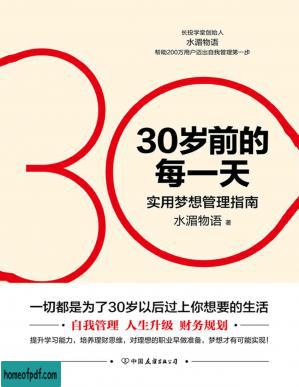 长投学堂创始人
水湄物语
帮助200万用户迈出自我管理第一步
30岁前的
每一天
实用梦想管理指南
水湄物语 著
一切都是为了30岁以后过上你想要的生活
自我管理 人生升级 财务规划
提升学习能力，培养理财思维，对理想的职业早做准备，梦想才有可能实现！
中国友谊出版公司
homeofpdf.com